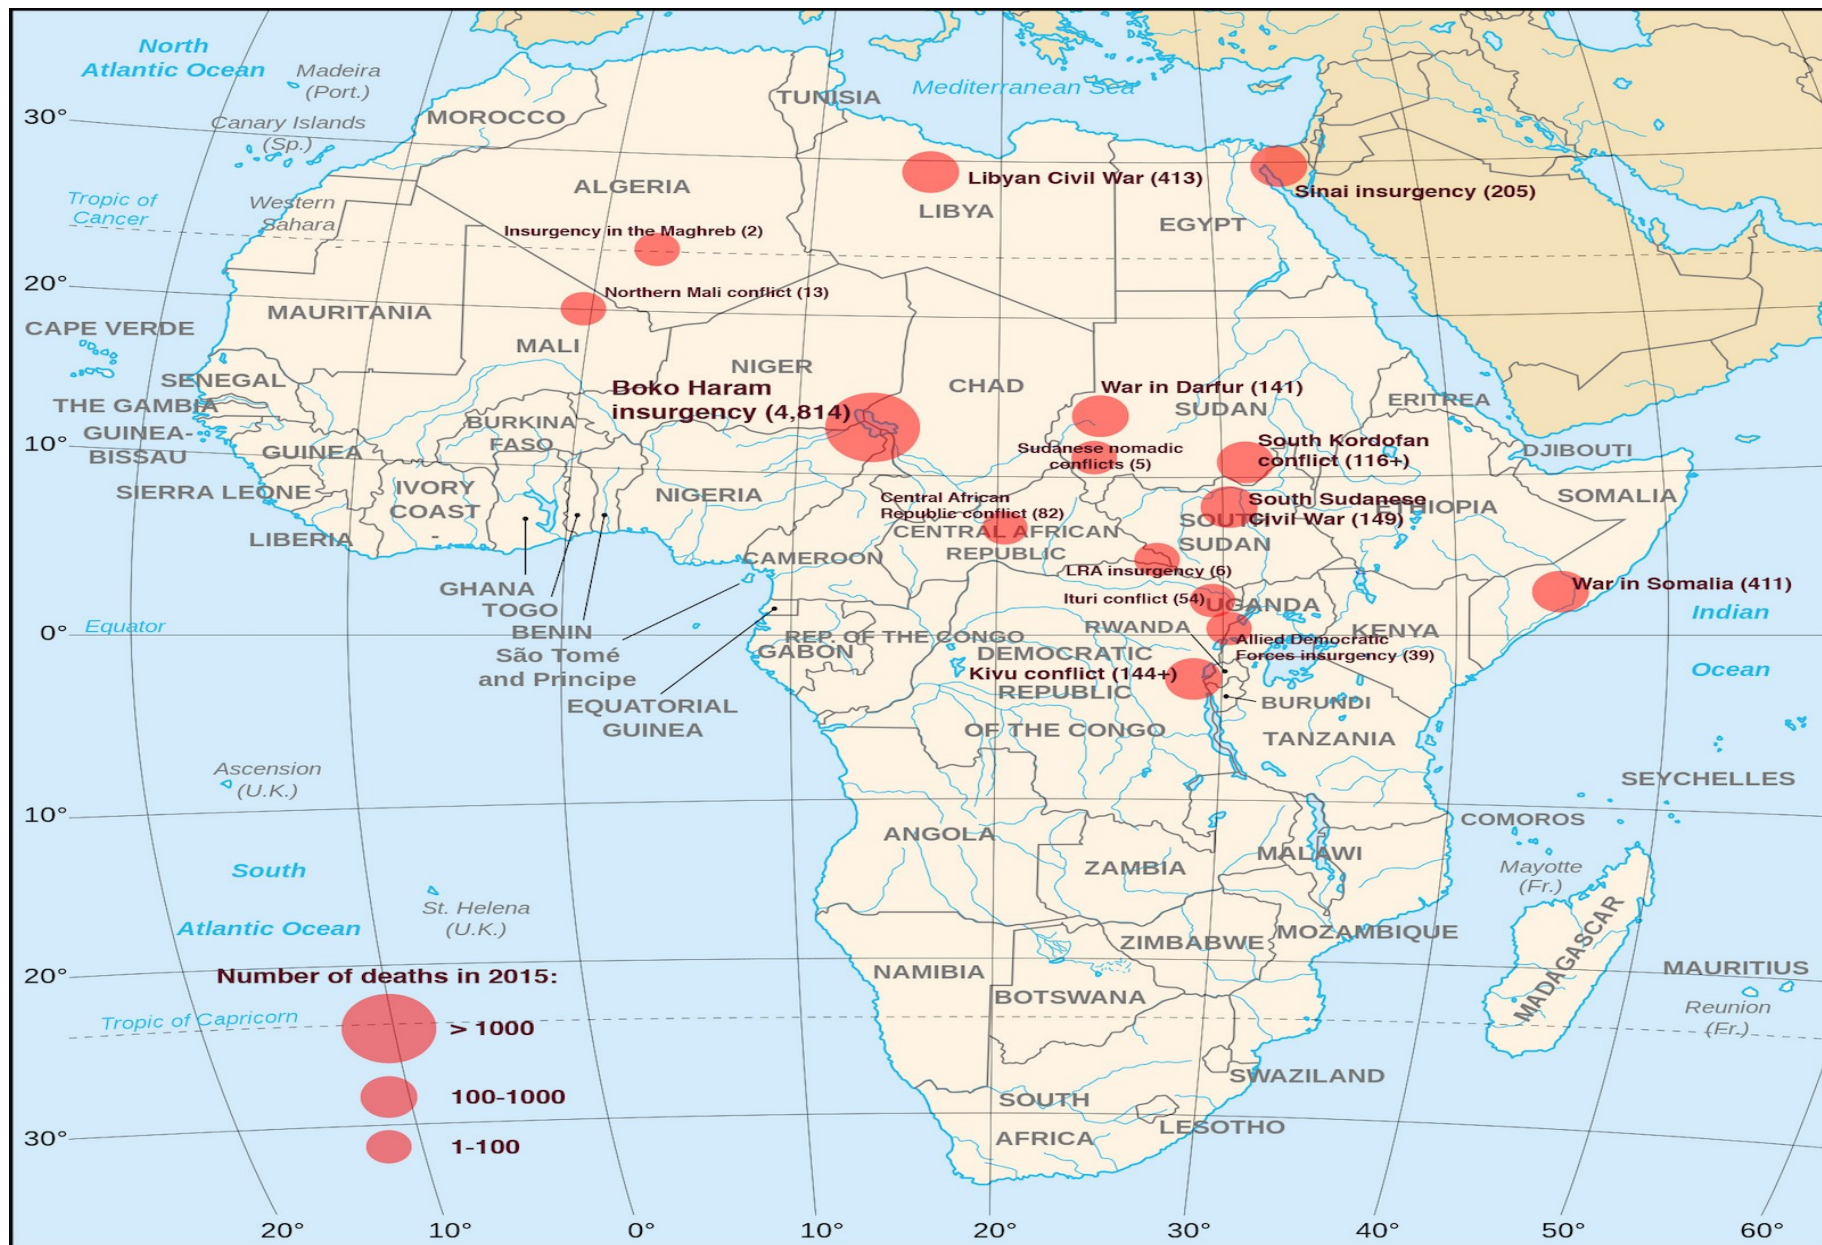 North
Atlantic Ocean
Madeira
(Port.)
Canary Islands
(Sp.)
30°
MOROCCO
TUNISIA
Mediterranean Sea
Libyan Civil War (413)
Sinai insurgency (205)
ALGERIA
LIBYA
EGYPT
Tropic of
Cancer
Western
Sahara
Insurgency in the Maghreb (2)
20°
Northern Mali conflict (13)
MAURITANIA
CAPE VERDE
MALI
NIGER
CHAD
Boko Haram
insurgency (4,814)
War in Darfur (141)
SUDAN
ERITREA
SENEGAL
THE GAMBIA
GUINEA-
BISSAU
10°
GUINEA
BURKINA
FASO
Sudanese nomadic
conflicts (5)
South Kordofan
conflict (116+)
DJIBOUTI
SIERRA LEONE
IVORY
COAST
NIGERIA
Central African
Republic conflict (82)
CENTRAL AFRICAN
REPUBLIC
South Sudanese
Civil War (149)
SOUTH
SUDAN
ETHIOPIA
SOMALIA
LIBERIA
CAMEROON
LRA insurgency (6)
War in Somalia (411)
GHANA
TOGO
BENIN
São Tomé
and Principe
EQUATORIAL
GUINEA
Ituri conflict (54)
UGANDA
Indian
Ocean
0°
Equator
REP. OF THE CONGO
GABON
RWANDA
KENYA
Allied Democratic
Forces insurgency (39)
DEMOCRATIC
Kivu conflict (144+)
REPUBLIC
OF THE CONGO
BURUNDI
TANZANIA
Ascension
(U.K.)
SEYCHELLES
10°
ANGOLA
COMOROS
ZAMBIA
MALAWI
Mayotte
(Fr.)
South
Atlantic Ocean
St. Helena
(U.K.)
ZIMBABWE
MOZAMBIQUE
MADAGASCAR
20°
NAMIBIA
BOTSWANA
MAURITIUS
Reunion
(Fr.)
Number of deaths in 2015:
Tropic of Capricorn
> 1000
100-1000
1-100
SWAZILAND
SOUTH
AFRICA
LESOTHO
30°
20°
10°
0°
10°
20°
30°
40°
50°
60°